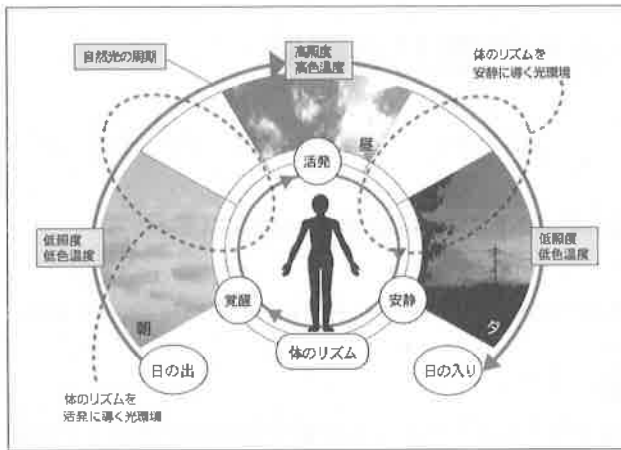 自然光の周期
高照度
高色温度
体のリズムを
安静に導く光環境
昼
活発
低照度
低色温度
低照度
低色温度
覚醒
安静
朝
夕
日の出
体のリズム
日の入り
体のリズムを
活発に導く光環境